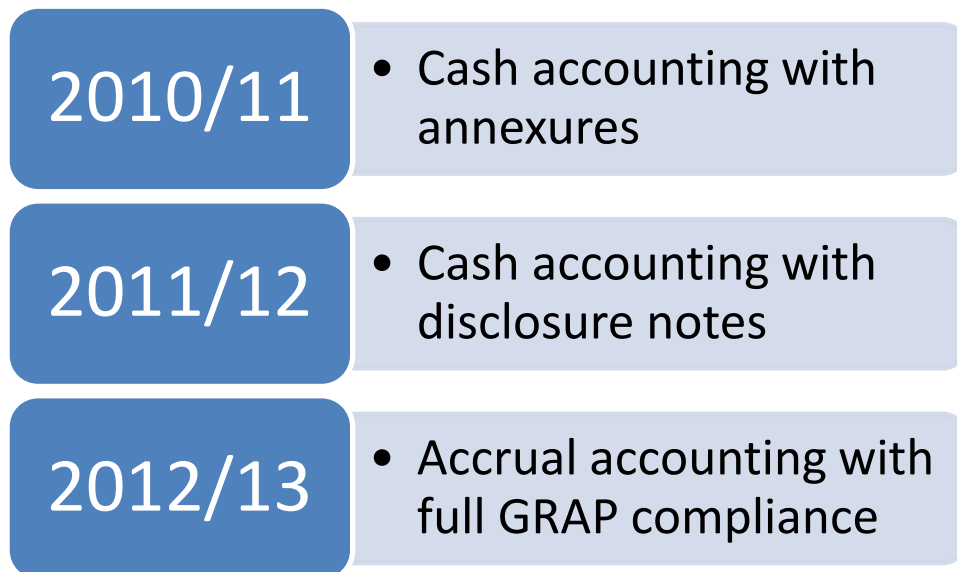 2010/11
• Cash accounting with
annexures
2011/12
• Cash accounting with
disclosure notes
2012/13
• Accrual accounting with
full GRAP compliance